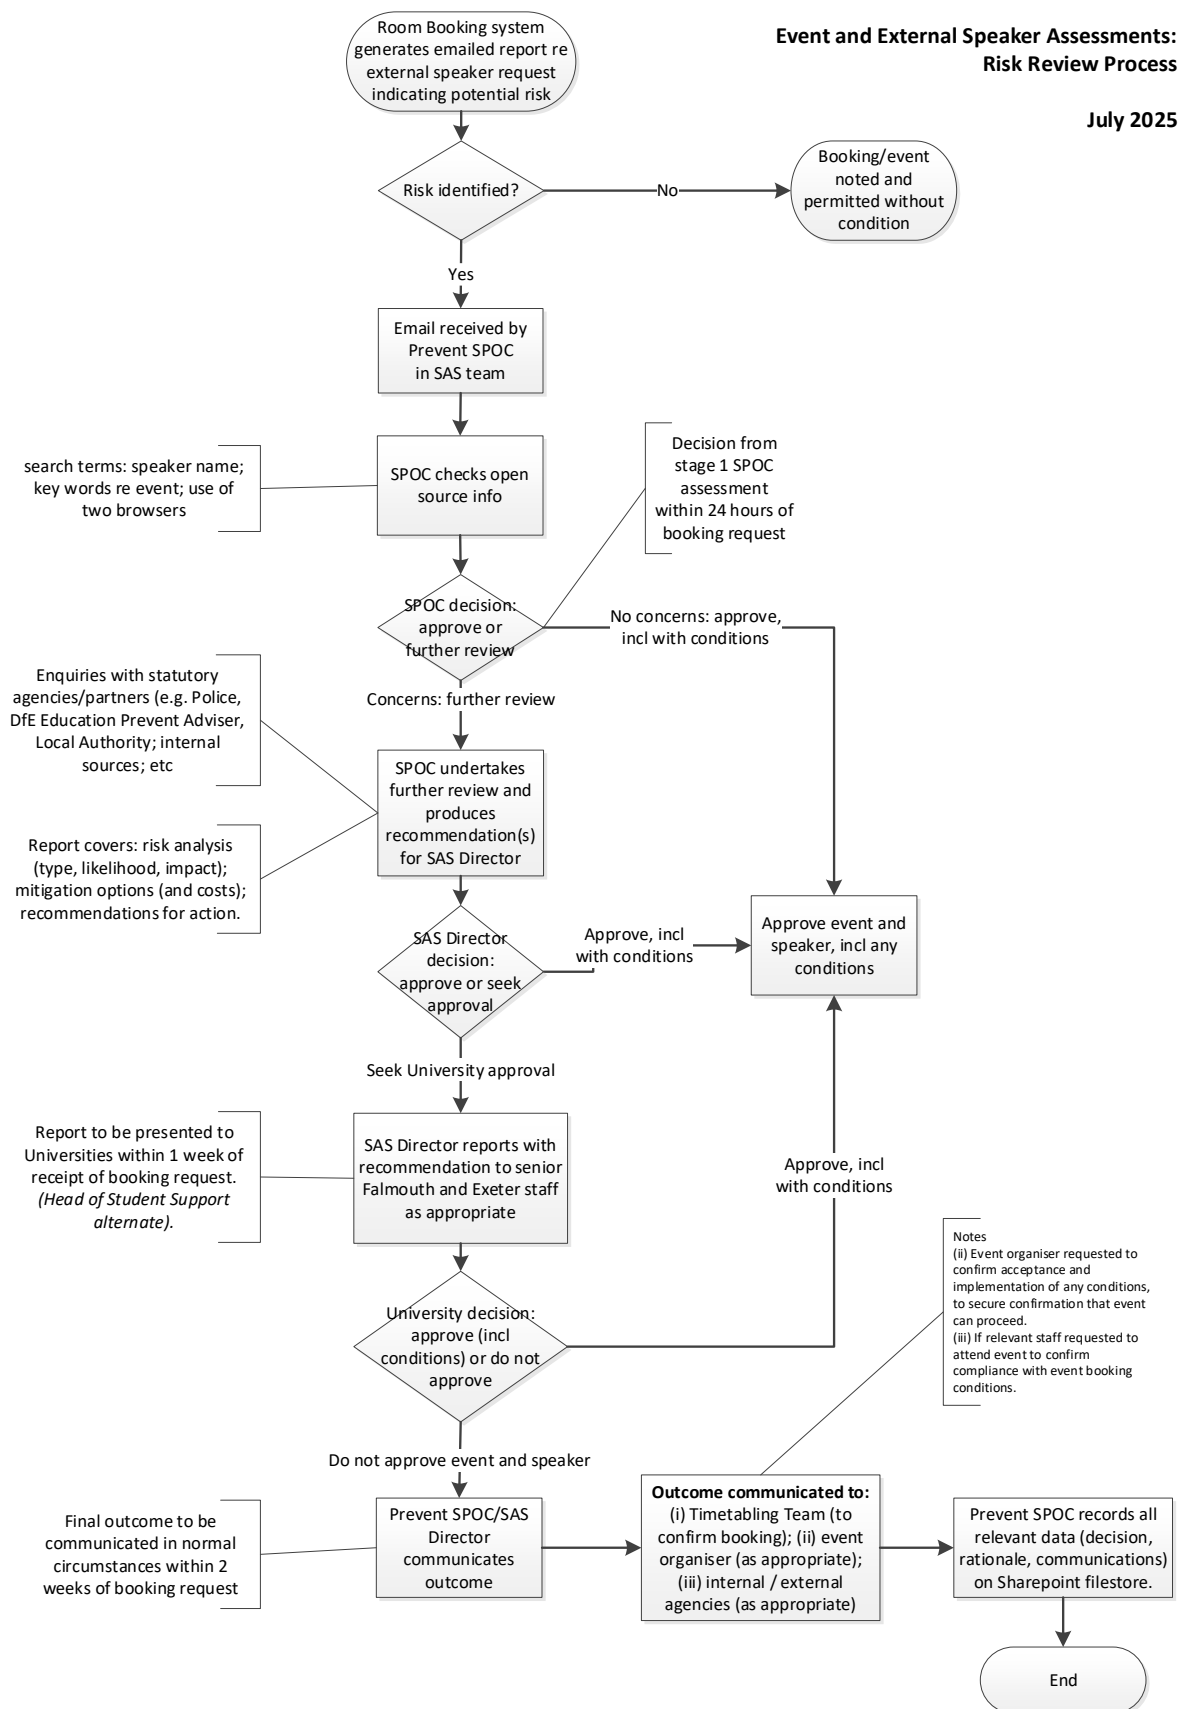 Event and External Speaker Assessments:
Risk Review Process
July 2025
Room Booking system
generates emailed report re
external speaker request
indicating potential risk
Risk identified?
No
Booking/event
noted and
permitted without
condition
Yes
Email received by
Prevent SPOC
in SAS team
search terms: speaker name;
key words re event; use of
two browsers
SPOC checks open
source info
Decision from
stage 1 SPOC
assessment
within 24 hours of
booking request
SPOC decision:
approve or
further review
No concerns: approve,
incl with conditions
Concerns: further review
Enquiries with statutory
agencies/partners (e.g. Police,
DfE Education Prevent Adviser,
Local Authority; internal
sources; etc
SPOC undertakes
further review and
produces
recommendation(s)
for SAS Director
Report covers: risk analysis
(type, likelihood, impact);
mitigation options (and costs);
recommendations for action.
SAS Director
decision:
approve or seek
approval
Approve, incl
with conditions
Approve event and
speaker, incl any
conditions
Seek University approval
Report to be presented to
Universities within 1 week of
receipt of booking request.
(Head of Student Support
alternate).
SAS Director reports with
recommendation to senior
Falmouth and Exeter staff
as appropriate
Approve, incl
with conditions
University decision:
approve (incl
conditions) or do not
approve
Notes
(ii) Event organiser requested to
confirm acceptance and
implementation of any conditions,
to secure confirmation that event
can proceed.
(iii) If relevant staff requested to
attend event to confirm
compliance with event booking
conditions.
Do not approve event and speaker
Final outcome to be
communicated in normal
circumstances within 2
weeks of booking request
Prevent SPOC/SAS
Director
communicates
outcome
Outcome communicated to:
(i) Timetabling Team (to
confirm booking); (ii) event
organiser (as appropriate);
(iii) internal / external
agencies (as appropriate)
Prevent SPOC records all
relevant data (decision,
rationale, communications)
on Sharepoint filestore.
End